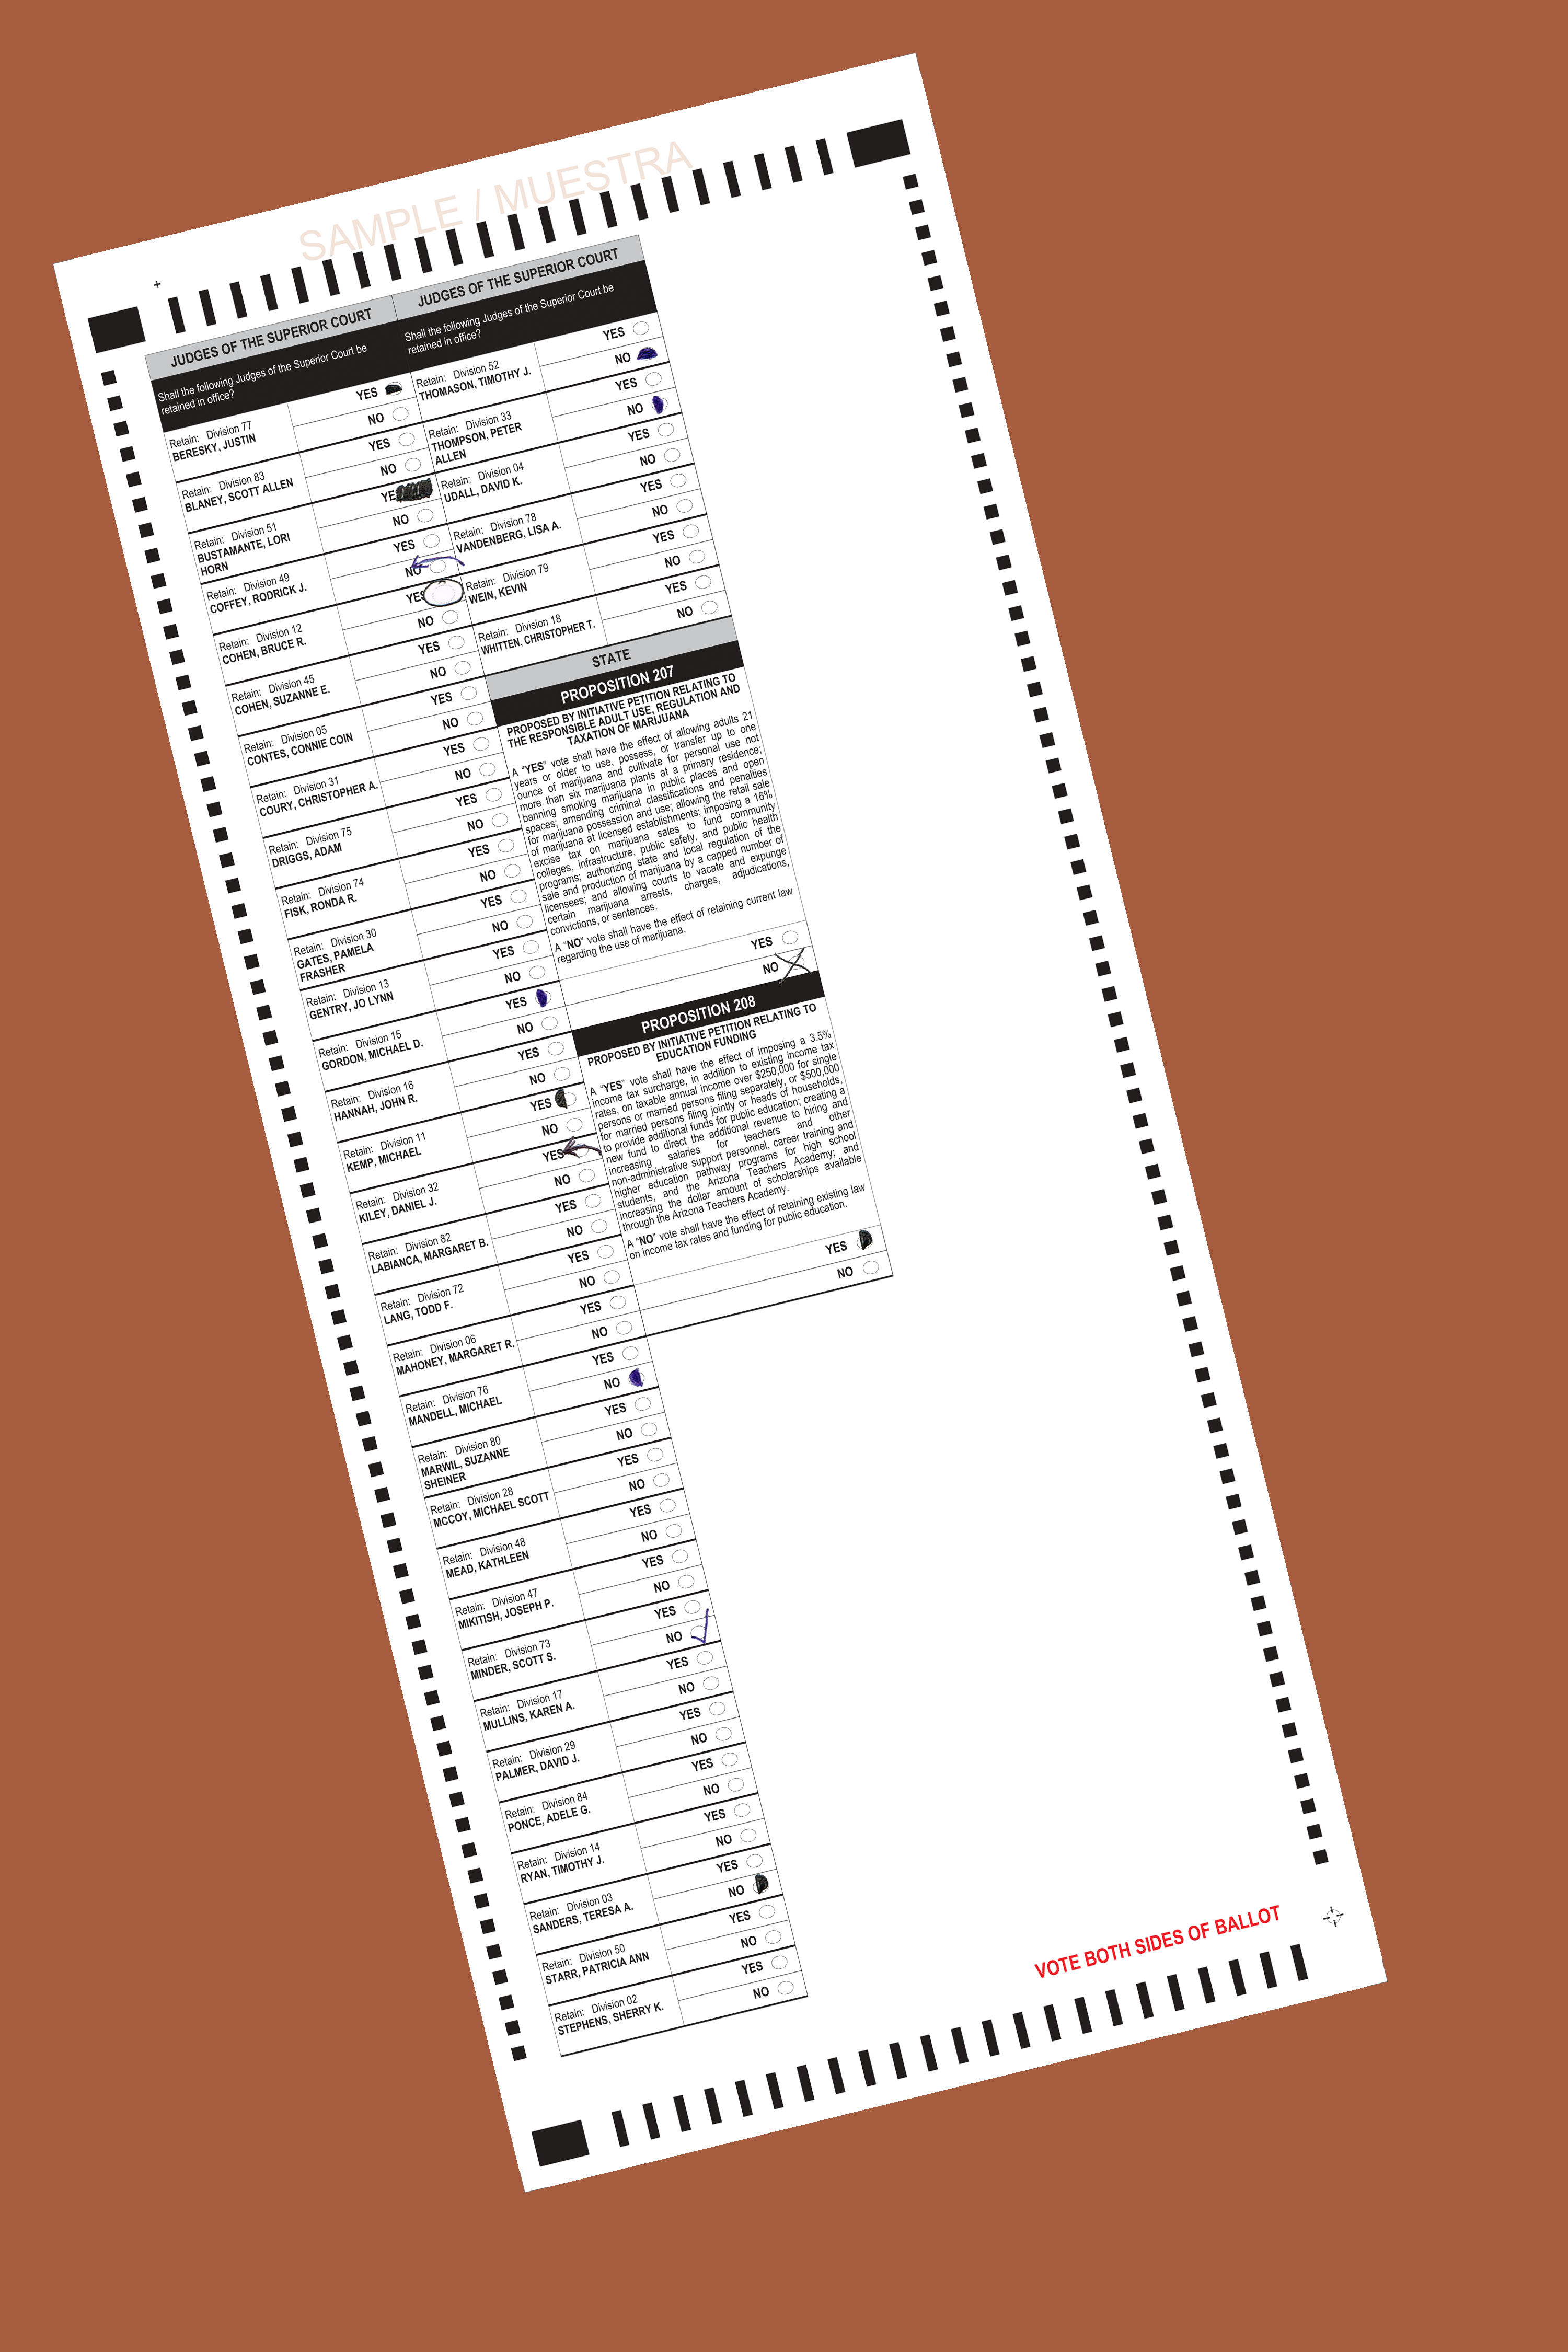 SAMPLE / MUESTRA
JUDGES OF THE SUPERIOR COURT
Shall the following Judges of the Superior Court be
retained in office?
Retain: Division 77
BERESKY, JUSTIN
YES
NO
Retain: Division 83
BLANEY, SCOTT ALLEN
YES
NO
Retain: Division 51
BUSTAMANTE, LORI
HORN
YE
NO
Retain: Division 49
COFFEY, RODRICK J.
YES
NO
Retain: Division 12
COHEN, BRUCE R.
YES
NO
Retain: Division 45
COHEN, SUZANNE E.
YES
NO
Retain: Division 05
CONTES, CONNIE COIN
YES
NO
Retain: Division 31
COURY, CHRISTOPHER A.
YES
NO
Retain: Division 75
DRIGGS, ADAM
YES
NO
Retain: Division 74
FISK, RONDA R.
YES
NO
Retain: Division 30
GATES, PAMELA
FRASHER
YES
NO
Retain: Division 13
GENTRY, JO LYNN
YES
NO
Retain: Division 15
GORDON, MICHAEL D.
YES
NO
Retain: Division 16
HANNAH, JOHN R.
YES
NO
Retain: Division 11
KEMP, MICHAEL
YES
NO
Retain: Division 32
KILEY, DANIEL J.
YES
NO
Retain: Division 82
LABIANCA, MARGARET B.
YES
NO
Retain: Division 72
LANG, TODD F.
YES
NO
Retain: Division 06
MAHONEY, MARGARET R.
YES
NO
Retain: Division 76
MANDELL, MICHAEL
YES
NO
Retain: Division 80
MARWIL, SUZANNE
SHEINER
YES
NO
Retain: Division 28
MCCOY, MICHAEL SCOTT
YES
NO
Retain: Division 48
MEAD, KATHLEEN
YES
NO
Retain: Division 47
MIKITISH, JOSEPH P.
YES
NO
Retain: Division 73
MINDER, SCOTT S.
YES
NO
Retain: Division 17
MULLINS, KAREN A.
YES
NO
Retain: Division 29
PALMER, DAVID J.
YES
NO
Retain: Division 84
PONCE, ADELE G.
YES
NO
Retain: Division 14
RYAN, TIMOTHY J.
YES
NO
Retain: Division 03
SANDERS, TERESA A.
YES
NO
Retain: Division 50
STARR, PATRICIA ANN
YES
NO
Retain: Division 02
STEPHENS, SHERRY K.
YES
NO
JUDGES OF THE SUPERIOR COURT
Shall the following Judges of the Superior Court be
retained in office?
Retain: Division 52
THOMASON, TIMOTHY J.
YES
NO
Retain: Division 33
THOMPSON, PETER
ALLEN
YES
NO
Retain: Division 04
UDALL, DAVID K.
YES
NO
Retain: Division 78
VANDENBERG, LISA A.
YES
NO
Retain: Division 79
WEIN, KEVIN
YES
NO
Retain: Division 18
WHITTEN, CHRISTOPHER T.
YES
NO
STATE
PROPOSITION 207
PROPOSED BY INITIATIVE PETITION RELATING TO
THE RESPONSIBLE ADULT USE, REGULATION AND
TAXATION OF MARIJUANA
A “YES” vote shall have the effect of allowing adults 21
years or older to use, possess, or transfer up to one
ounce of marijuana and cultivate for personal use not
more than six marijuana plants at a primary residence;
banning smoking marijuana in public places and open
spaces; amending criminal classifications and penalties
for marijuana possession and use; allowing the retail sale
of marijuana at licensed establishments; imposing a 16%
excise tax on marijuana sales to fund community
colleges, infrastructure, public safety, and public health
programs; authorizing state and local regulation of the
sale and production of marijuana by a capped number of
licensees; and allowing courts to vacate and expunge
certain marijuana arrests, charges, adjudications,
convictions, or sentences.
A “NO” vote shall have the effect of retaining current law
regarding the use of marijuana.
YES
NO
PROPOSITION 208
PROPOSED BY INITIATIVE PETITION RELATING TO
EDUCATION FUNDING
A “YES” vote shall have the effect of imposing a 3.5%
income tax surcharge, in addition to existing income tax
rates, on taxable annual income over $250,000 for single
persons or married persons filing separately, or $500,000
for married persons filing jointly or heads of households,
to provide additional funds for public education; creating a
new fund to direct the additional revenue to hiring and
increasing salaries for teachers and other
non-administrative support personnel, career training and
higher education pathway programs for high school
students, and the Arizona Teachers Academy; and
increasing the dollar amount of scholarships available
through the Arizona Teachers Academy.
A “NO” vote shall have the effect of retaining existing law
on income tax rates and funding for public education.
YES
NO
VOTE BOTH SIDES OF BALLOT